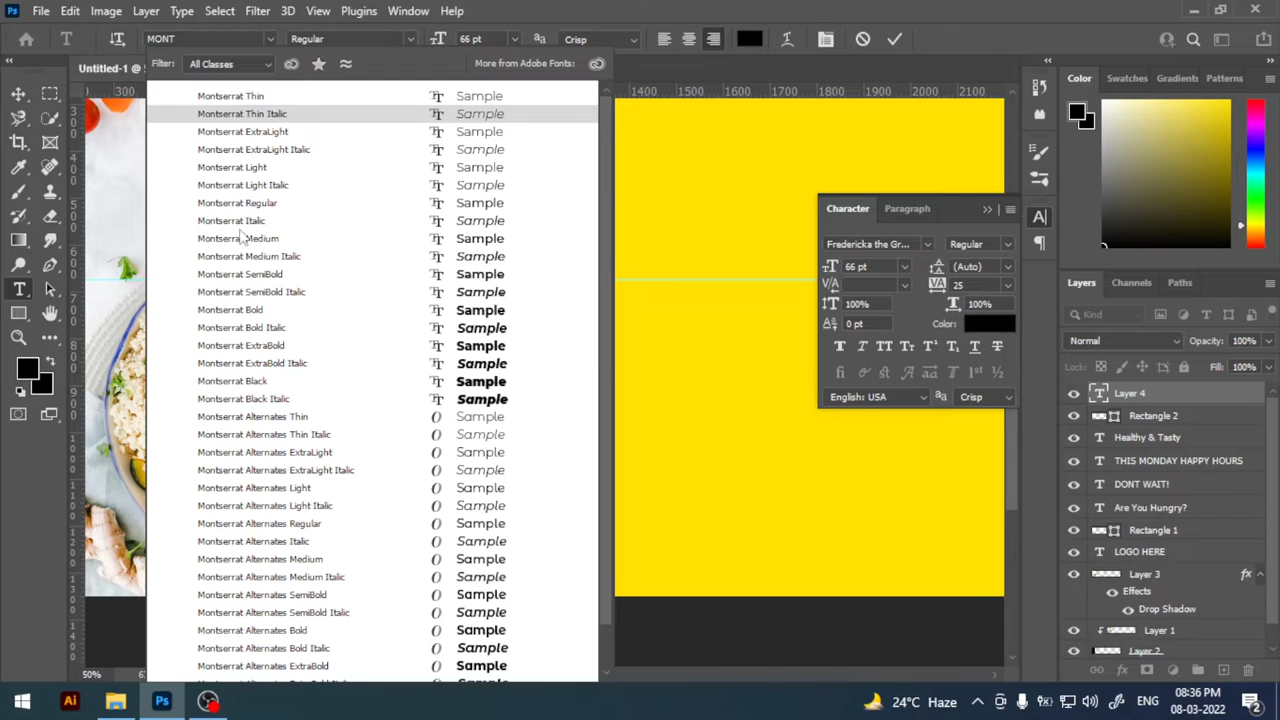 Ps File Edit Image Layer Type Select Filter 3D View Plugins Window Help
MONT Regular 66 pt Crisp
Filter: All Classes More from Adobe Fonts:
Untitled-1 @
300 1400 1500 1600 1700 1800 1900 2000 2100
Montserrat Thin Sample
Montserrat Thin Italic Sample
Montserrat ExtraLight Sample
Montserrat ExtraLight Italic Sample
Montserrat Light Sample
Montserrat Light Italic Sample
Montserrat Regular Sample
Montserrat Italic Sample
Montserrat Medium Sample
Montserrat Medium Italic Sample
Montserrat SemiBold Sample
Montserrat SemiBold Italic Sample
Montserrat Bold Sample
Montserrat Bold Italic Sample
Montserrat ExtraBold Sample
Montserrat ExtraBold Italic Sample
Montserrat Black Sample
Montserrat Black Italic Sample
Montserrat Alternates Thin Sample
Montserrat Alternates Thin Italic Sample
Montserrat Alternates ExtraLight Sample
Montserrat Alternates ExtraLight Italic Sample
Montserrat Alternates Light Sample
Montserrat Alternates Light Italic Sample
Montserrat Alternates Regular Sample
Montserrat Alternates Italic Sample
Montserrat Alternates Medium Sample
Montserrat Alternates Medium Italic Sample
Montserrat Alternates SemiBold Sample
Montserrat Alternates SemiBold Italic Sample
Montserrat Alternates Bold Sample
Montserrat Alternates Bold Italic Sample
Montserrat Alternates ExtraBold Sample
Character Paragraph
Fredericka the Gr... Regular
66 pt (Auto)
25
100% 100%
0 pt Color:
English: USA Crisp
Color Swatches Gradients Patterns
Layers Channels Paths
Kind
Normal Opacity: 100%
Lock: Fill: 100%
Layer 4
Rectangle 2
Healthy & Tasty
THIS MONDAY HAPPY HOURS
DONT WAIT!
Are You Hungry?
Rectangle 1
LOGO HERE
Layer 3 fx
Effects
Drop Shadow
Layer 1
Layer 2
50%
Ai Ps 24°C Haze ENG 08:36 PM
08-03-2022 2